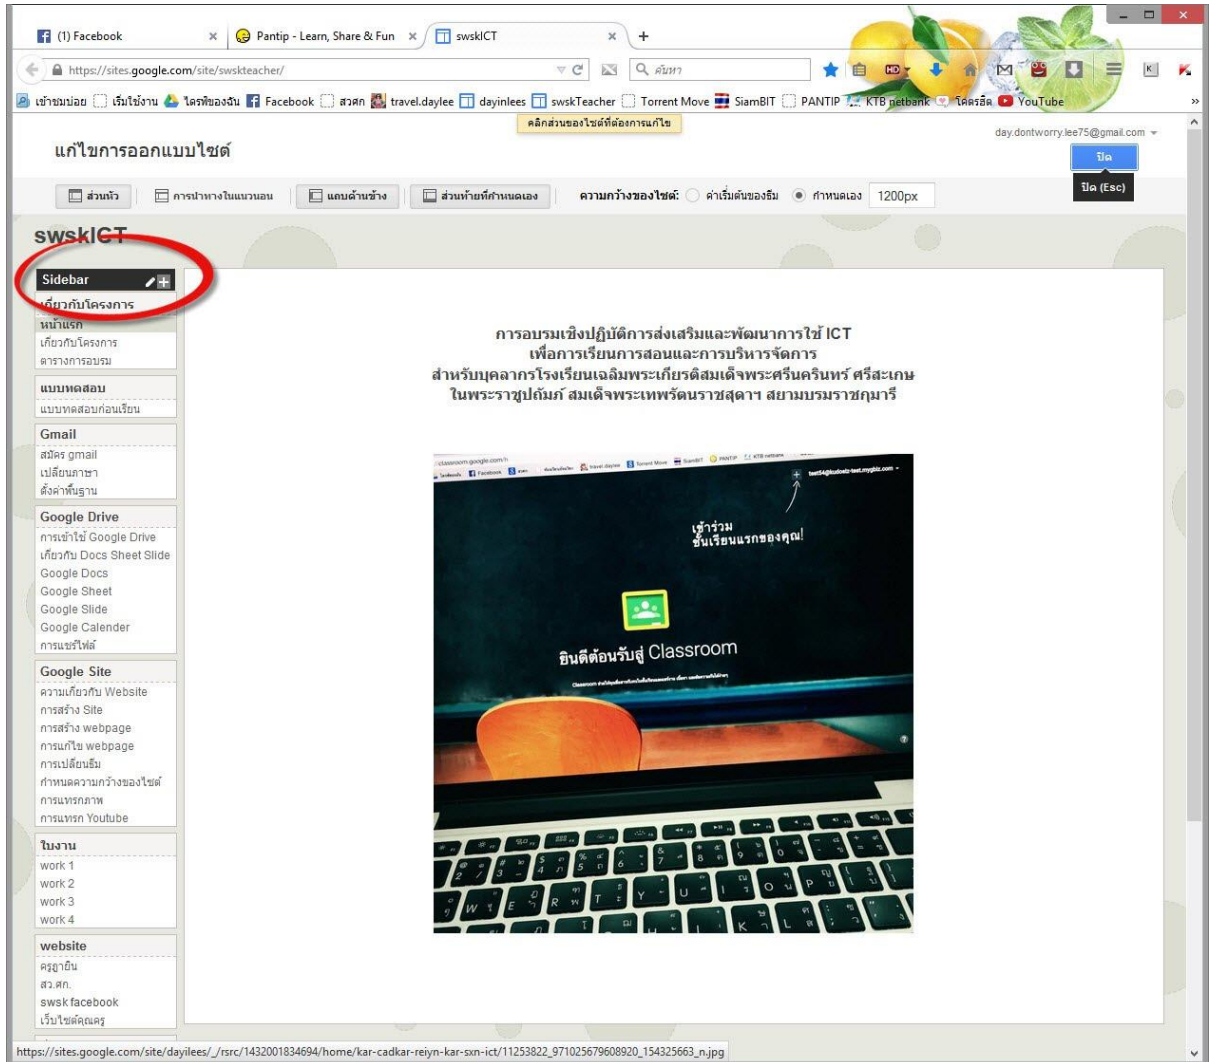 (1) Facebook
Pantip - Learn, Share & Fun
swskICT
https://sites.google.com/site/swskteacher/
ค้นหา
เข้าชมบ่อย
เริ่มใช้งาน
ไดรฟ์ของฉัน
Facebook
สวศก
travel.daylee
dayinlees
swskTeacher
Torrent Move
SiamBIT
PANTIP
KTB netbank
โคตรฮีต
YouTube
คลิกส่วนของไซต์ที่ต้องการแก้ไข
day.dontworry.lee75@gmail.com
แก้ไขการออกแบบไซต์
ปิด
ปิด (Esc)
ส่วนหัว
การนำทางในแนวนอน
แถบด้านข้าง
ส่วนท้ายที่กำหนดเอง
ความกว้างของไซต์:
ค่าเริ่มต้นของธีม
กำหนดเอง
1200px
swskICT
Sidebar
เกี่ยวกับโครงการ
หน้าแรก
เกี่ยวกับโครงการ
ตารางการอบรม
แบบทดสอบ
แบบทดสอบก่อนเรียน
Gmail
สมัคร gmail
เปลี่ยนภาษา
ตั้งค่าพื้นฐาน
Google Drive
การเข้าใช้ Google Drive
เกี่ยวกับ Docs Sheet Slide
Google Docs
Google Sheet
Google Slide
Google Calender
การแชร์ไฟล์
Google Site
ความเกี่ยวกับ Website
การสร้าง Site
การสร้าง webpage
การแก้ไข webpage
การเปลี่ยนธีม
กำหนดความกว้างของไซต์
การแทรกภาพ
การแทรก Youtube
ใบงาน
work 1
work 2
work 3
work 4
website
ครูฎายิน
สว.ศก.
swsk facebook
เว็บไซต์คุณครู
การอบรมเชิงปฏิบัติการส่งเสริมและพัฒนาการใช้ ICT
เพื่อการเรียนการสอนและการบริหารจัดการ
สำหรับบุคลากรโรงเรียนเฉลิมพระเกียรติสมเด็จพระศรีนครินทร์ ศรีสะเกษ
ในพระราชูปถัมภ์ สมเด็จพระเทพรัตนราชสุดาฯ สยามบรมราชกุมารี
เข้าร่วม
ชั้นเรียนแรกของคุณ!
ยินดีต้อนรับสู่ Classroom
https://sites.google.com/site/dayilees/_/rsrc/1432001834694/home/kar-cadkar-reiyn-kar-sxn-ict/11253822_971025679608920_154325663_n.jpg